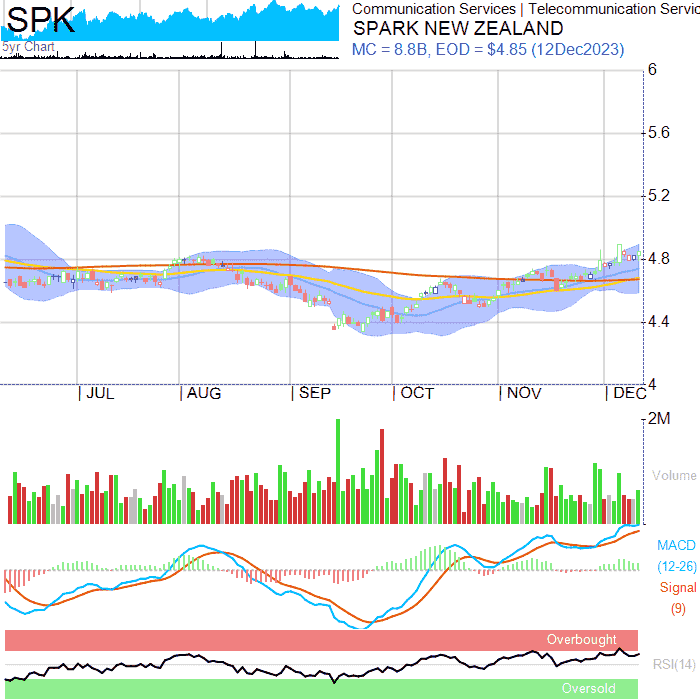 SPK
5yr Chart
Communication Services | Telecommunication Servic
SPARK NEW ZEALAND
MC = 8.8B, EOD = $4.85 (12Dec2023)
6
5.6
5.2
4.8
4.4
4
JUL
AUG
SEP
OCT
NOV
DEC
2M
Volume
MACD
(12-26)
Signal
(9)
Overbought
RSI(14)
Oversold